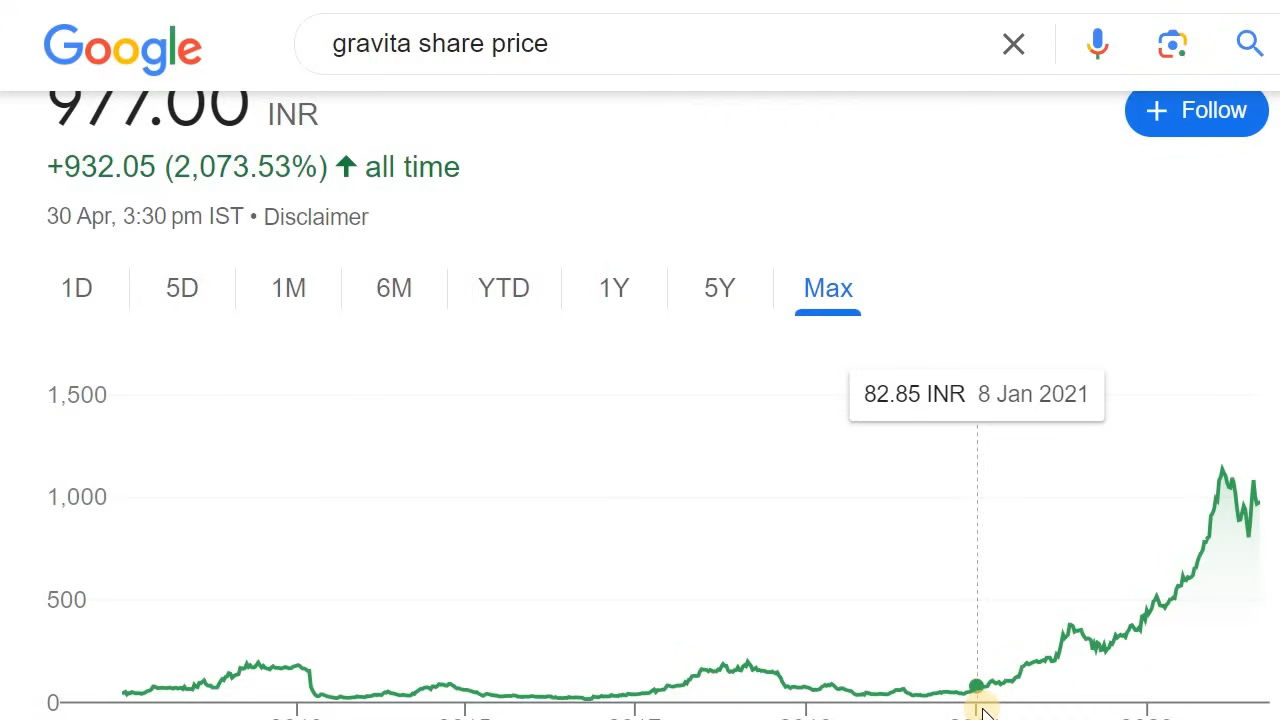 Google
gravita share price
977.00 INR
Follow
+932.05 (2,073.53%) all time
30 Apr, 3:30 pm IST • Disclaimer
1D 5D 1M 6M YTD 1Y 5Y Max
82.85 INR 8 Jan 2021
1,500
1,000
500
0